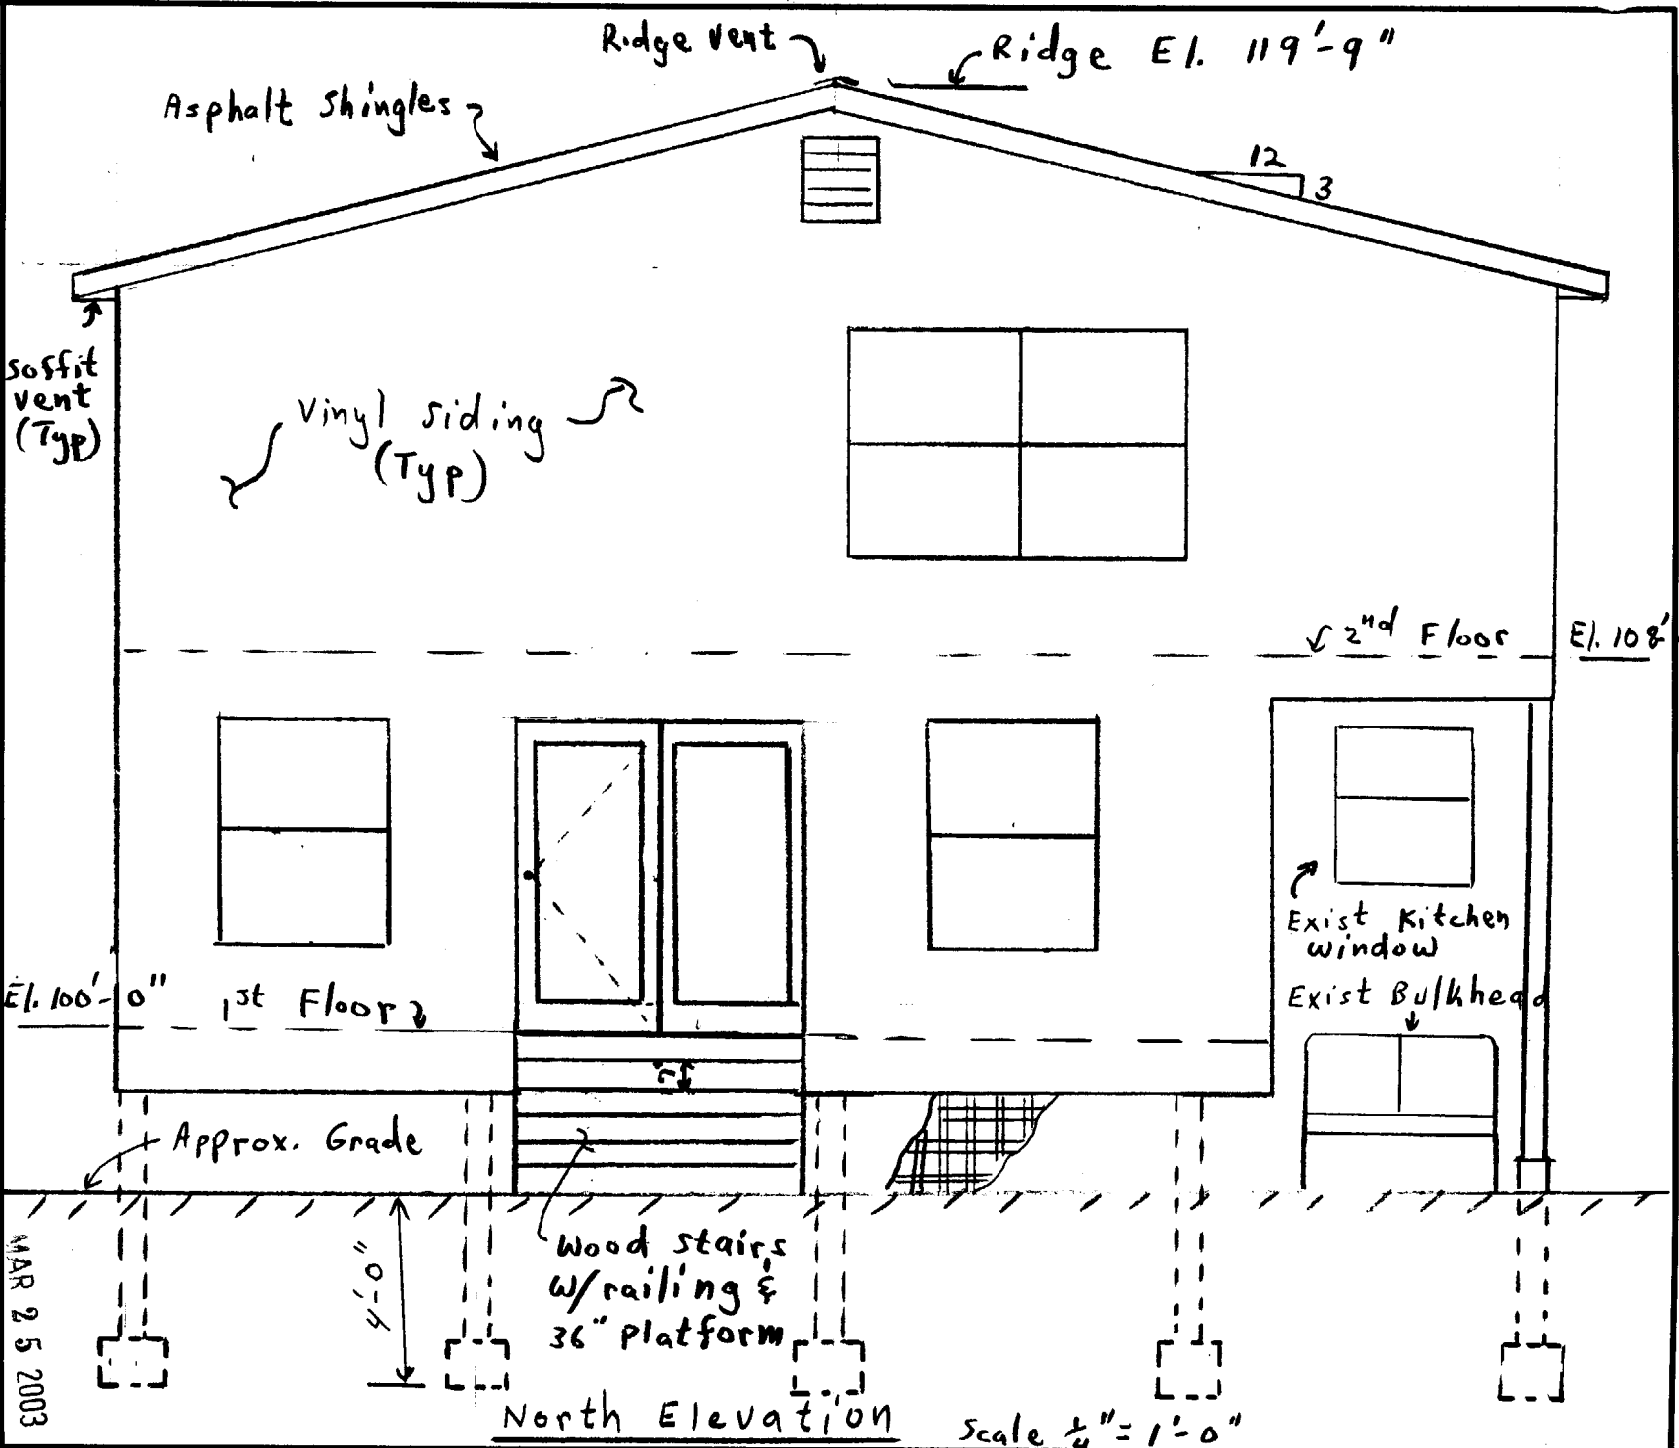 Ridge vent
Ridge El. 119'-9"
Asphalt Shingles
12
3
soffit
vent
(Typ)
Vinyl siding
(Typ)
2nd Floor
El. 108'
Exist Kitchen
window
El. 100'-0"
1st Floor
Exist Bulkhead
Approx. Grade
4'-0"
Wood stairs
w/railing &
36" Platform
MAR 25 2003
North Elevation
Scale ¼" = 1'-0"